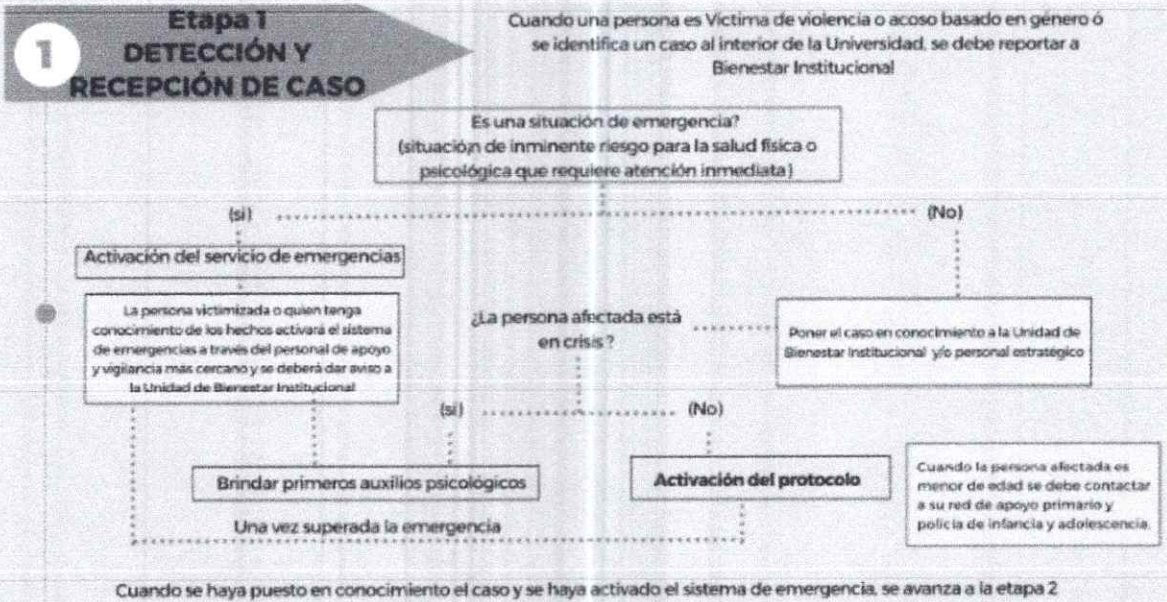 1
Etapa 1
DETECCIÓN Y
RECEPCIÓN DE CASO
Cuando una persona es Víctima de violencia o acoso basado en género ó
se identifica un caso al interior de la Universidad, se debe reportar a
Bienestar Institucional
Es una situación de emergencia?
(situación de inminente riesgo para la salud física o
psicológica que requiere atención inmediata)
(si)
(No)
Activación del servicio de emergencias
La persona victimizada o quien tenga
conocimiento de los hechos activará el sistema
de emergencias a través del personal de apoyo
y vigilancia más cercano y se deberá dar aviso a
la Unidad de Bienestar Institucional
¿La persona afectada está
en crisis ?
Poner el caso en conocimiento a la Unidad de
Bienestar Institucional y/o personal estratégico
(si)
(No)
Brindar primeros auxilios psicológicos
Activación del protocolo
Cuando la persona afectada es
menor de edad se debe contactar
a su red de apoyo primario y
policía de infancia y adolescencia.
Una vez superada la emergencia
Cuando se haya puesto en conocimiento el caso y se haya activado el sistema de emergencia, se avanza a la etapa 2